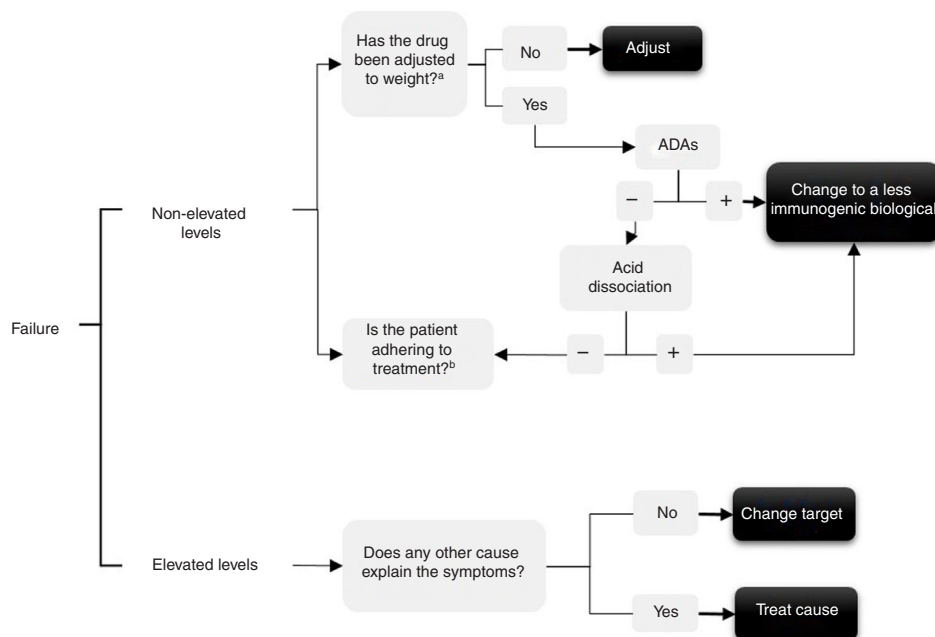 Has the drug
been adjusted
to weight?ᵃ
No
Adjust
Yes
ADAs
−
+
Change to a less
immunogenic biological
Non-elevated
levels
Acid
dissociation
Failure
Is the patient
adhering to
treatment?ᵇ
−
+
No
Change target
Elevated levels
Does any other cause
explain the symptoms?
Yes
Treat cause